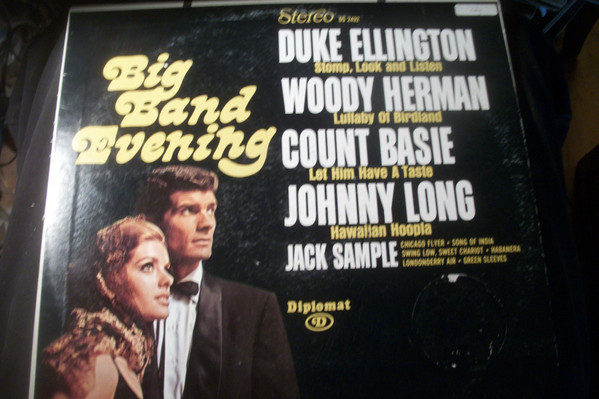 Stereo
Big
Band
Evening
DUKE ELLINGTON
Stomp, Look and Listen
WOODY HERMAN
Lullaby Of Birdland
COUNT BASIE
Let Him Have A Taste
JOHNNY LONG
Hawaiian Hoopla
JACK SAMPLE
CHICAGO FLYER • SONG OF INDIA
SWING LOW, SWEET CHARIOT • HABANERA
LONDONDERRY AIR • GREEN SLEEVES
Diplomat
D